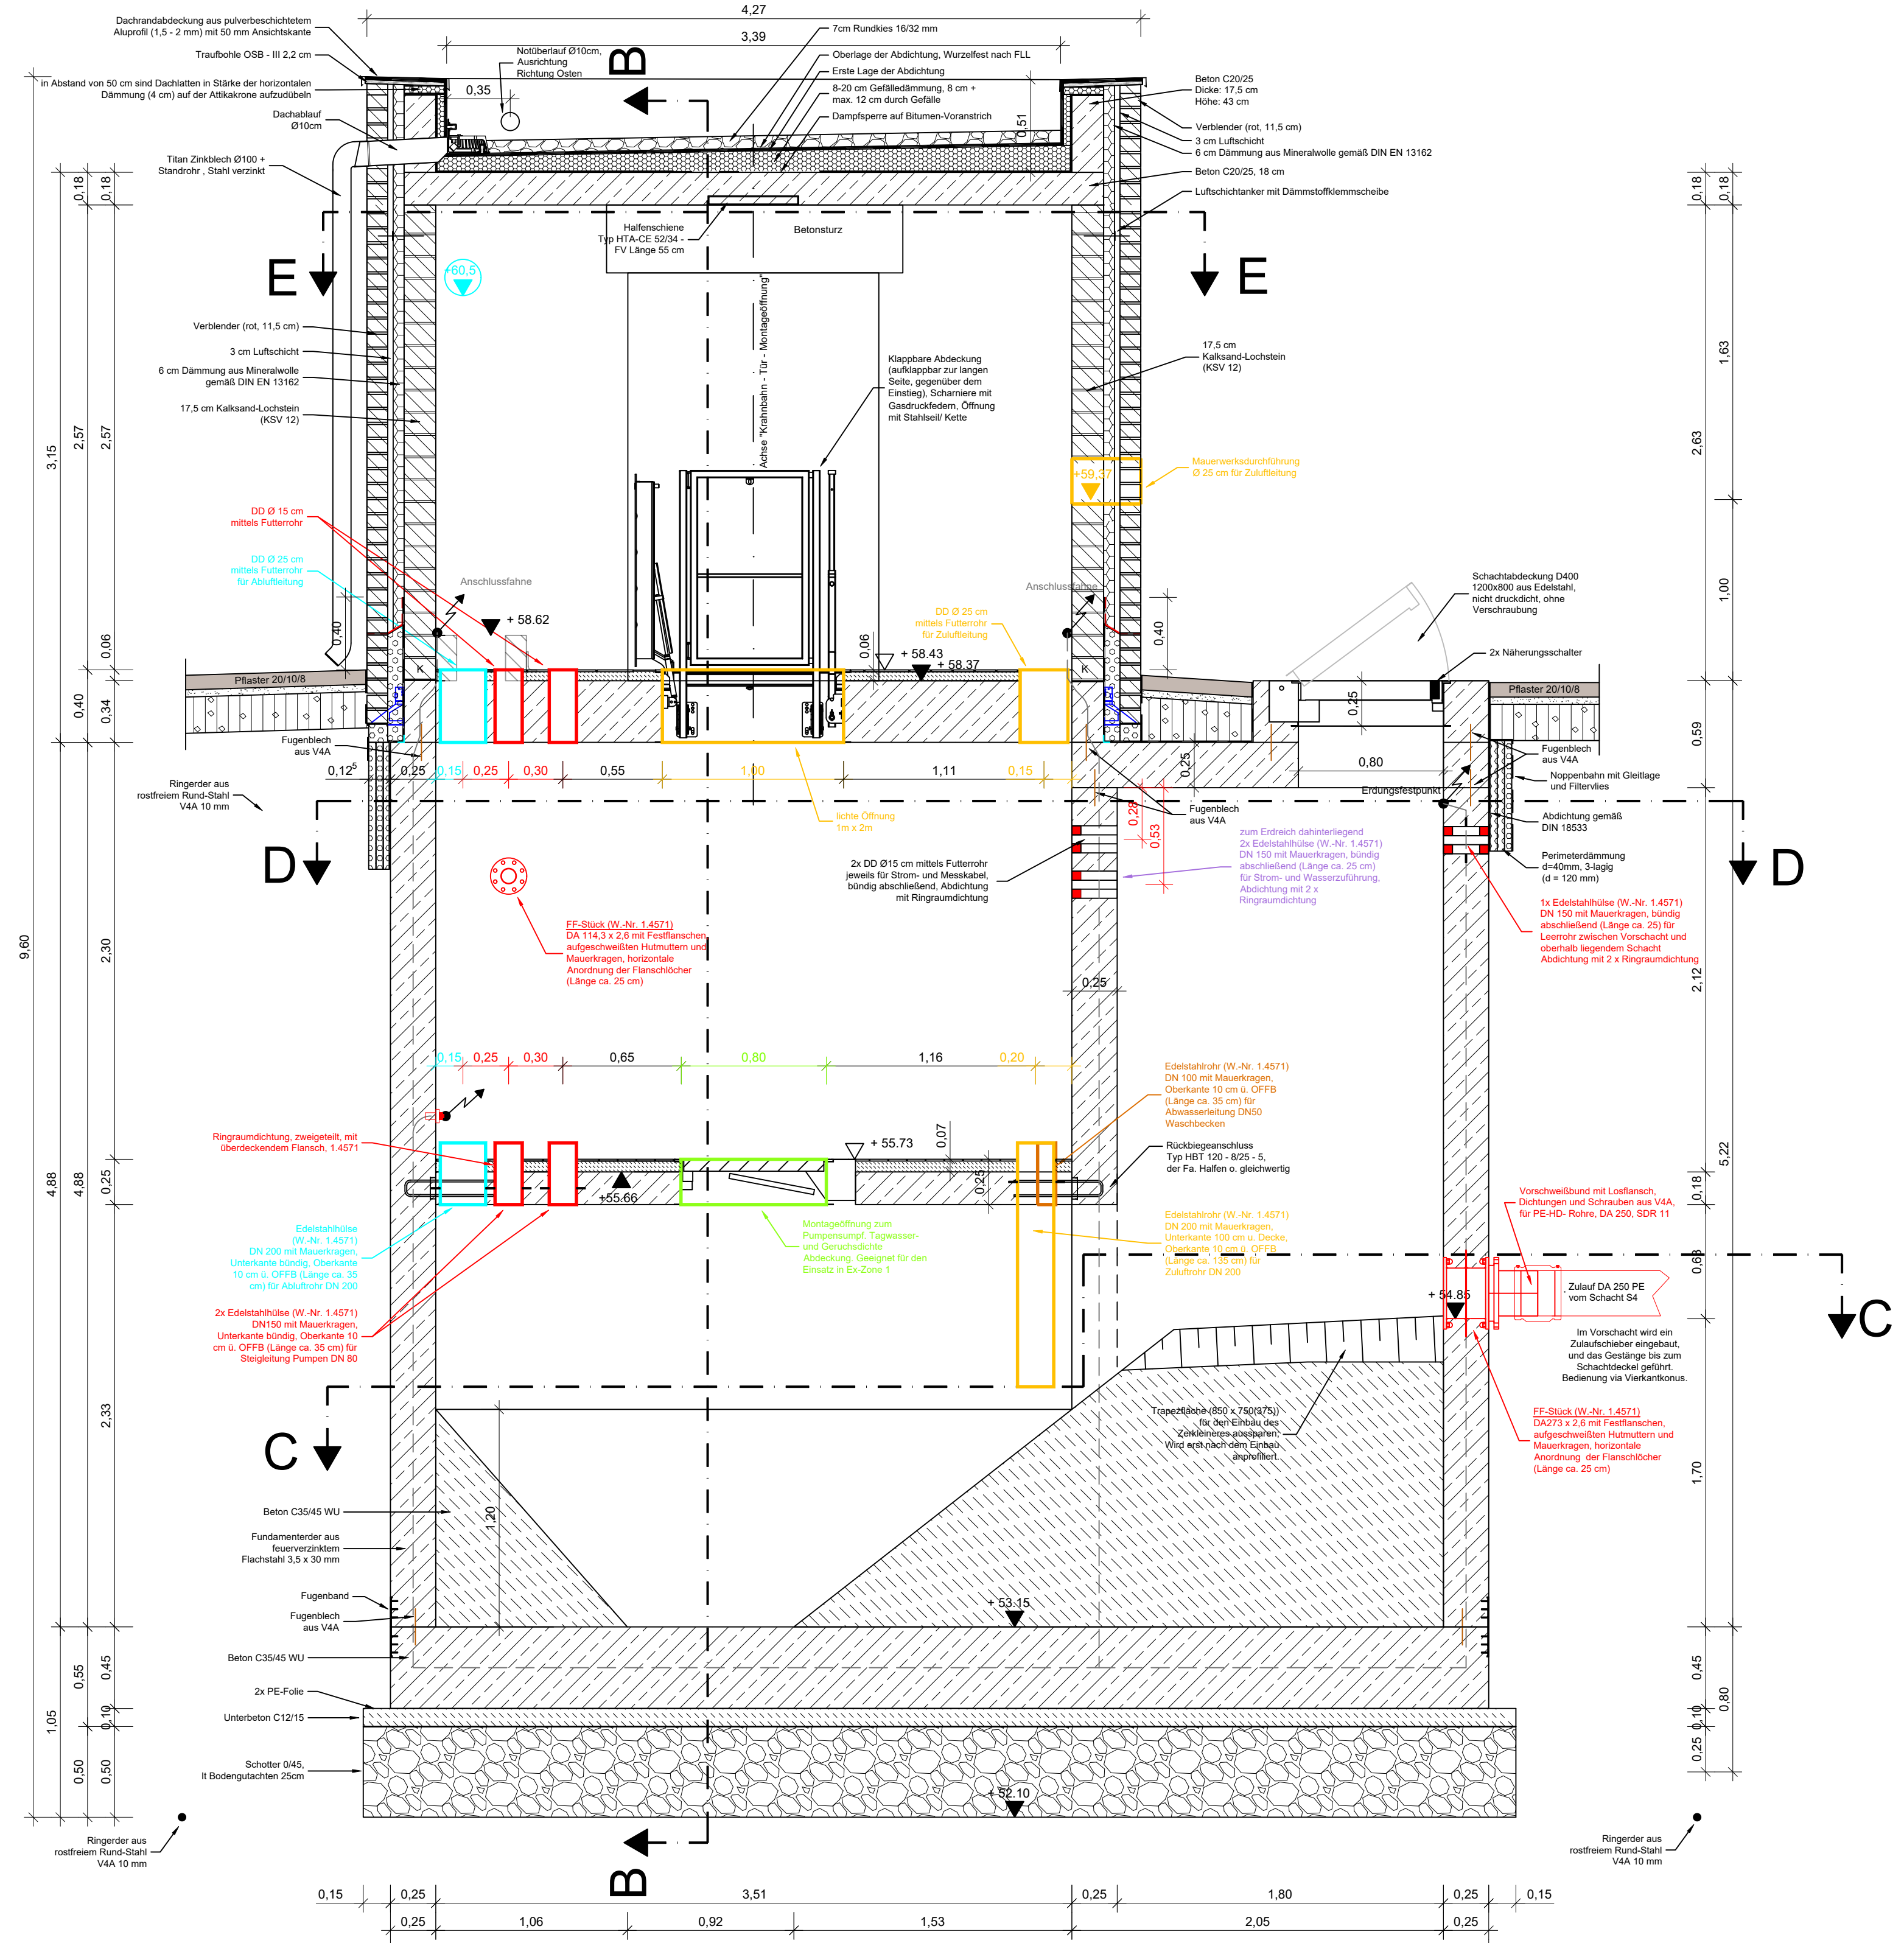 4,27
3,39
Dachrandabdeckung aus pulverbeschichtetem
Aluprofil (1,5 - 2 mm) mit 50 mm Ansichtskante
Traufbohle OSB - III 2,2 cm
in Abstand von 50 cm sind Dachlatten in Stärke der horizontalen
Dämmung (4 cm) auf der Attikakrone aufzudübeln
Dachablauf
Ø10cm
Titan Zinkblech Ø100 +
Standrohr , Stahl verzinkt
Notüberlauf Ø10cm,
Ausrichtung
Richtung Osten
0,35
B
7cm Rundkies 16/32 mm
Oberlage der Abdichtung, Wurzelfest nach FLL
Erste Lage der Abdichtung
8-20 cm Gefälledämmung, 8 cm +
max. 12 cm durch Gefälle
Dampfsperre auf Bitumen-Voranstrich
0,51
Beton C20/25
Dicke: 17,5 cm
Höhe: 43 cm
Verblender (rot, 11,5 cm)
3 cm Luftschicht
6 cm Dämmung aus Mineralwolle gemäß DIN EN 13162
Beton C20/25, 18 cm
Luftschichtanker mit Dämmstoffklemmscheibe
0,18
0,18
0,18
0,18
Halfenschiene
Typ HTA-CE 52/34 -
FV Länge 55 cm
Betonsturz
E
E
+60,5
Achse "Krahnbahn - Tür - Montageöffnung"
Verblender (rot, 11,5 cm)
3 cm Luftschicht
6 cm Dämmung aus Mineralwolle
gemäß DIN EN 13162
17,5 cm Kalksand-Lochstein
(KSV 12)
Klappbare Abdeckung
(aufklappbar zur langen
Seite, gegenüber dem
Einstieg), Scharniere mit
Gasdruckfedern, Öffnung
mit Stahlseil/ Kette
17,5 cm
Kalksand-Lochstein
(KSV 12)
3,15
2,57
2,57
2,63
1,63
1,00
+59,37
Mauerwerksdurchführung
Ø 25 cm für Zuluftleitung
DD Ø 15 cm
mittels Futterrohr
DD Ø 25 cm
mittels Futterrohr
für Abluftleitung
Anschlussfahne
Anschlussfahne
+ 58.62
DD Ø 25 cm
mittels Futterrohr
für Zuluftleitung
0,40
0,40
0,06
0,06
+ 58.43
+ 58.37
K
K
Schachtabdeckung D400
1200x800 aus Edelstahl,
nicht druckdicht, ohne
Verschraubung
2x Näherungsschalter
Pflaster 20/10/8
Pflaster 20/10/8
0,40
0,34
0,25
0,59
Fugenblech
aus V4A
Ringerder aus
rostfreiem Rund-Stahl
V4A 10 mm
0,12⁵
0,25
0,15
0,25
0,30
0,55
1,00
1,11
0,15
0,25
0,80
lichte Öffnung
1m x 2m
Fugenblech
aus V4A
Erdungsfestpunkt
Fugenblech
aus V4A
Noppenbahn mit Gleitlage
und Filtervlies
Abdichtung gemäß
DIN 18533
Perimeterdämmung
d=40mm, 3-lagig
(d = 120 mm)
D
D
0,28
0,53
2x DD Ø15 cm mittels Futterrohr
jeweils für Strom- und Messkabel,
bündig abschließend, Abdichtung
mit Ringraumdichtung
zum Erdreich dahinterliegend
2x Edelstahlhülse (W.-Nr. 1.4571)
DN 150 mit Mauerkragen, bündig
abschließend (Länge ca. 25 cm)
für Strom- und Wasserzuführung,
Abdichtung mit 2 x
Ringraumdichtung
1x Edelstahlhülse (W.-Nr. 1.4571)
DN 150 mit Mauerkragen, bündig
abschließend (Länge ca. 25) für
Leerrohr zwischen Vorschacht und
oberhalb liegendem Schacht
Abdichtung mit 2 x Ringraumdichtung
FF-Stück (W.-Nr. 1.4571)
DA 114,3 x 2,6 mit Festflanschen,
aufgeschweißten Hutmuttern und
Mauerkragen, horizontale
Anordnung der Flanschlöcher
(Länge ca. 25 cm)
9,60
2,30
2,12
0,25
0,15
0,25
0,30
0,65
0,80
1,16
0,20
Edelstahlrohr (W.-Nr. 1.4571)
DN 100 mit Mauerkragen,
Oberkante 10 cm ü. OFFB
(Länge ca. 35 cm) für
Abwasserleitung DN50
Waschbecken
Ringraumdichtung, zweigeteilt, mit
überdeckendem Flansch, 1.4571
+ 55.73
0,07
0,25
+55.66
Rückbiegeanschluss
Typ HBT 120 - 8/25 - 5,
der Fa. Halfen o. gleichwertig
4,88
4,88
0,25
5,22
0,18
0,68
Edelstahlhülse
(W.-Nr. 1.4571)
DN 200 mit Mauerkragen,
Unterkante bündig, Oberkante
10 cm ü. OFFB (Länge ca. 35
cm) für Abluftrohr DN 200
2x Edelstahlhülse (W.-Nr. 1.4571)
DN150 mit Mauerkragen,
Unterkante bündig, Oberkante 10
cm ü. OFFB (Länge ca. 35 cm) für
Steigleitung Pumpen DN 80
Montageöffnung zum
Pumpensumpf. Tagwasser-
und Geruchsdichte
Abdeckung. Geeignet für den
Einsatz in Ex-Zone 1
Edelstahlrohr (W.-Nr. 1.4571)
DN 200 mit Mauerkragen,
Unterkante 100 cm u. Decke,
Oberkante 10 cm ü. OFFB
(Länge ca. 135 cm) für
Zuluftrohr DN 200
Vorschweißbund mit Losflansch,
Dichtungen und Schrauben aus V4A,
für PE-HD- Rohre, DA 250, SDR 11
Zulauf DA 250 PE
vom Schacht S4
+ 54.85
C
C
Im Vorschacht wird ein
Zulaufschieber eingebaut,
und das Gestänge bis zum
Schachtdeckel geführt.
Bedienung via Vierkantkonus.
Trapezfläche (850 x 750(375))
für den Einbau des
Zerkleineres aussparen,
Wird erst nach dem Einbau
anprofiliert.
FF-Stück (W.-Nr. 1.4571)
DA273 x 2,6 mit Festflanschen,
aufgeschweißten Hutmuttern und
Mauerkragen, horizontale
Anordnung der Flanschlöcher
(Länge ca. 25 cm)
2,33
1,70
1,20
Beton C35/45 WU
Fundamenterder aus
feuerverzinktem
Flachstahl 3,5 x 30 mm
Fugenband
Fugenblech
aus V4A
+ 53.15
Beton C35/45 WU
2x PE-Folie
Unterbeton C12/15
Schotter 0/45,
lt Bodengutachten 25cm
1,05
0,55
0,45
0,10
0,50
0,50
0,45
0,10
0,25
0,80
+ 52.10
Ringerder aus
rostfreiem Rund-Stahl
V4A 10 mm
Ringerder aus
rostfreiem Rund-Stahl
V4A 10 mm
B
0,15
0,25
3,51
0,25
1,80
0,25
0,15
0,25
1,06
0,92
1,53
2,05
0,25